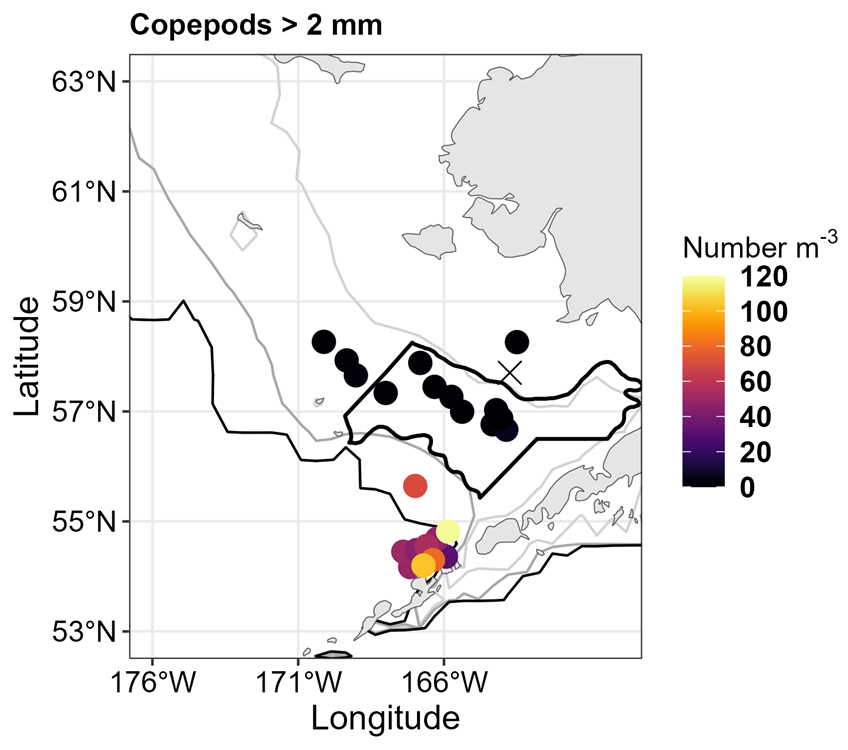 Copepods > 2 mm
63°N
61°N
59°N
57°N
55°N
53°N
Latitude
176°W 171°W 166°W
Longitude
Number m-3
120
100
80
60
40
20
0